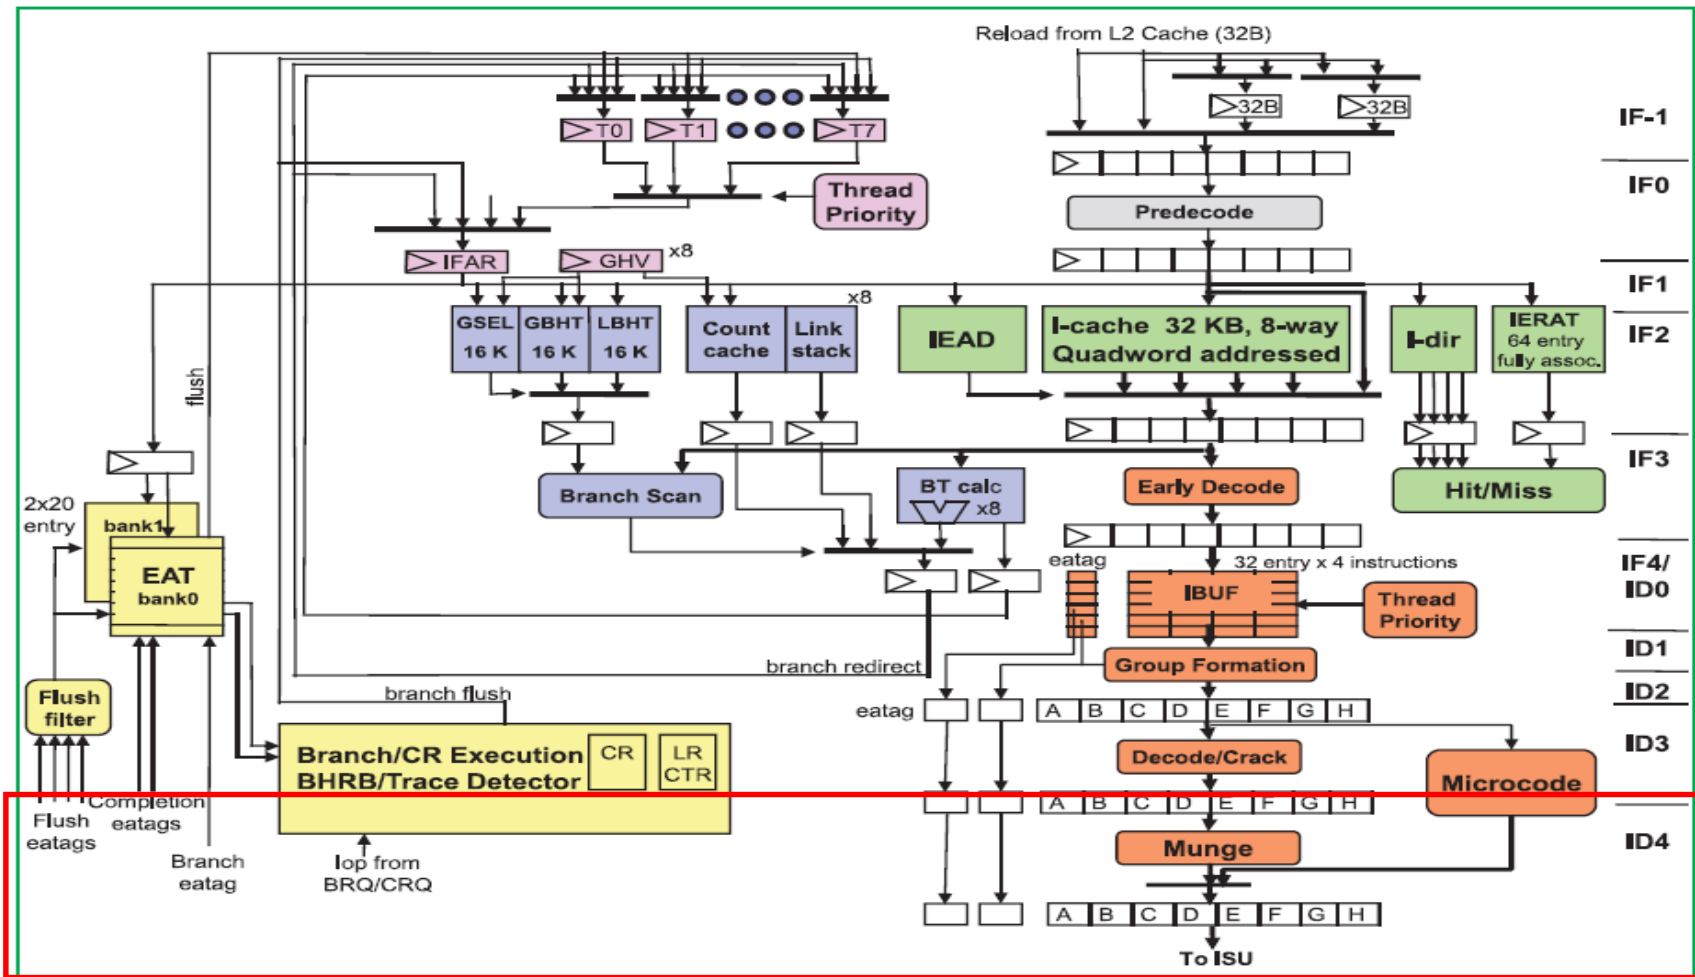 Reload from L2 Cache (32B)
32B
32B
IF-1
T0
T1
T7
IF0
Thread
Priority
Predecode
IFAR
GHV
x8
IF1
x8
GSEL
16 K
GBHT
16 K
LBHT
16 K
Count
cache
Link
stack
IEAD
I-cache 32 KB, 8-way
Quadword addressed
I-dir
IERAT
64 entry
fully assoc.
IF2
flush
IF3
Branch Scan
BT calc
x8
Early Decode
Hit/Miss
2x20
entry
bank1
EAT
bank0
eatag
32 entry x 4 instructions
IBUF
Thread
Priority
IF4/
ID0
branch redirect
Group Formation
ID1
Flush
filter
branch flush
eatag
A B C D E F G H
ID2
Branch/CR Execution
BHRB/Trace Detector
CR
LR
CTR
Decode/Crack
Microcode
ID3
Completion
eatags
Flush
eatags
A B C D E F G H
Branch
eatag
Iop from
BRQ/CRQ
Munge
ID4
A B C D E F G H
To ISU